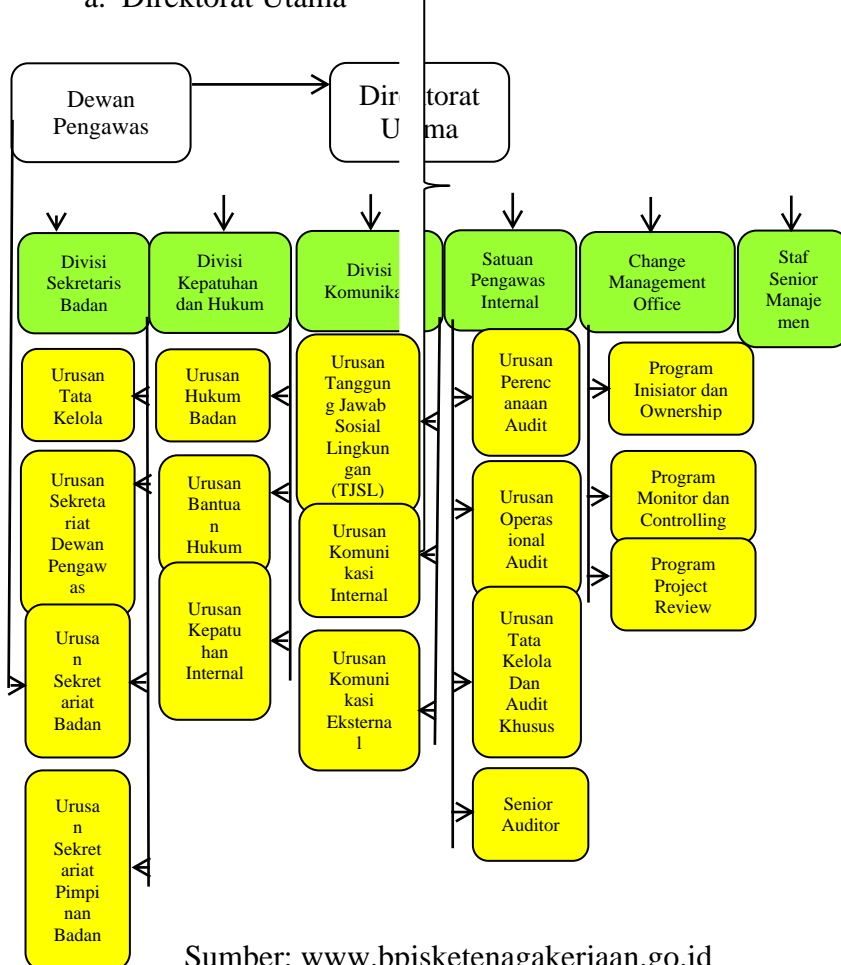 a. Direktorat Utama
Dewan
Pengawas
Direktorat
Utama
Divisi
Sekretaris
Badan
Divisi
Kepatuhan
dan Hukum
Divisi
Komunika
Satuan
Pengawas
Internal
Change
Management
Office
Staf
Senior
Manaje
men
Urusan
Tata
Kelola
Urusan
Sekreta
riat
Dewan
Pengaw
as
Urusa
n
Sekret
ariat
Badan
Urusa
n
Sekret
ariat
Pimpi
nan
Badan
Urusan
Hukum
Badan
Urusan
Bantua
n
Hukum
Urusan
Kepatu
han
Internal
Urusan
Tanggun
g Jawab
Sosial
Lingkun
gan
(TJSL)
Urusan
Komuni
kasi
Internal
Urusan
Komuni
kasi
Eksterna
l
Urusan
Perenc
anaan
Audit
Urusan
Operas
ional
Audit
Urusan
Tata
Kelola
Dan
Audit
Khusus
Senior
Auditor
Program
Inisiator dan
Ownership
Program
Monitor dan
Controlling
Program
Project
Review
Sumber: www.bpjsketenagakerjaan.go.id